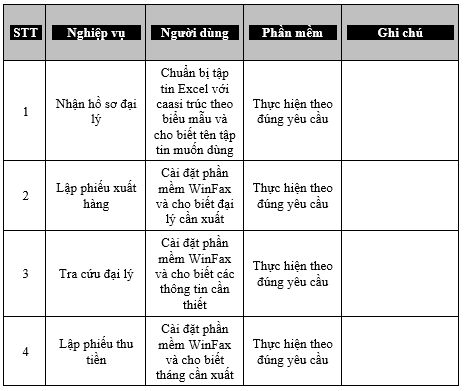 STT Nghiệp vụ Người dùng Phần mềm Ghi chú
1
Nhận hồ sơ đại
lý
Chuẩn bị tập
tin Excel với
caasi trúc theo
biểu mẫu và
cho biết tên tập
tin muốn dùng
Thực hiện theo
đúng yêu cầu
2
Lập phiếu xuất
hàng
Cài đặt phần
mềm WinFax
và cho biết đại
lý cần xuất
Thực hiện theo
đúng yêu cầu
3
Tra cứu đại lý
Cài đặt phần
mềm WinFax
và cho biết các
thông tin cần
thiết
Thực hiện theo
đúng yêu cầu
4
Lập phiếu thu
tiền
Cài đặt phần
mềm WinFax
và cho biết
tháng cần xuất
Thực hiện theo
đúng yêu cầu